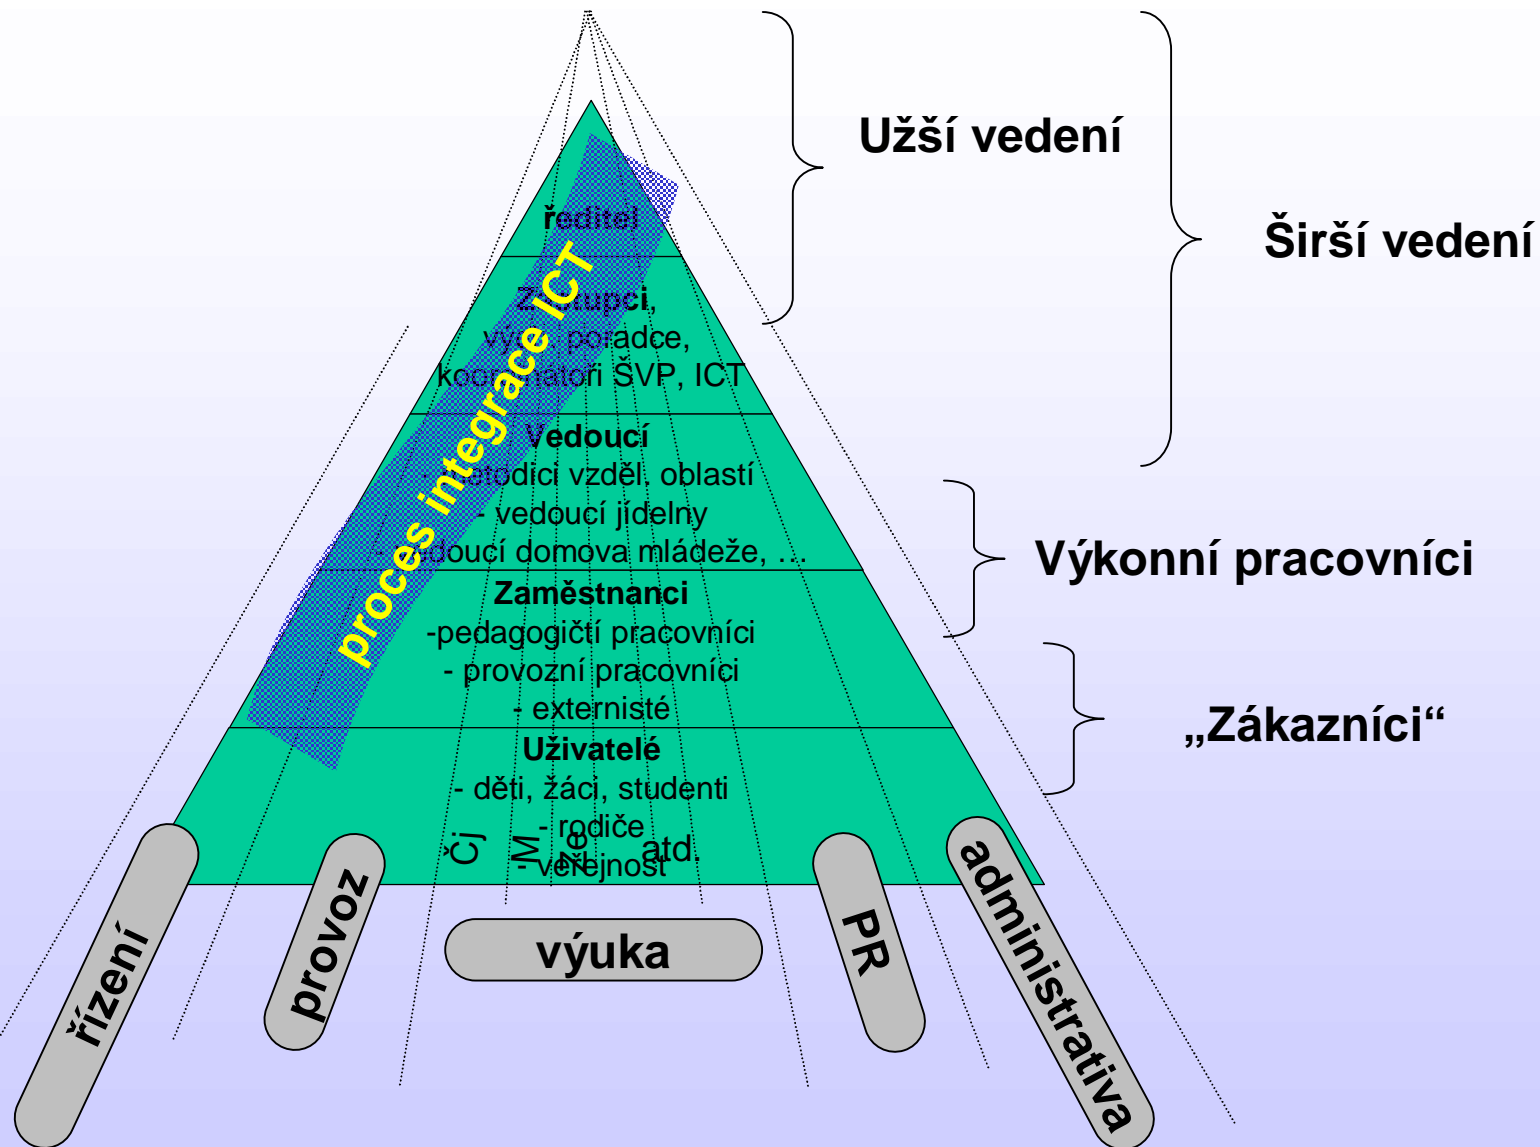 Užší vedení
Širší vedení
ředitel
Zástupci,
vých. poradce,
koordinátoři ŠVP, ICT
Vedoucí
- metodici vzděl. oblastí
- vedoucí jídelny
- vedoucí domova mládeže, …
Výkonní pracovníci
Zaměstnanci
-pedagogičtí pracovníci
- provozní pracovníci
- externisté
„Zákazníci“
Uživatelé
- děti, žáci, studenti
- rodiče
- veřejnost
proces integrace ICT
Čj
M
ze
atd.
řízení
provoz
výuka
PR
administrativa